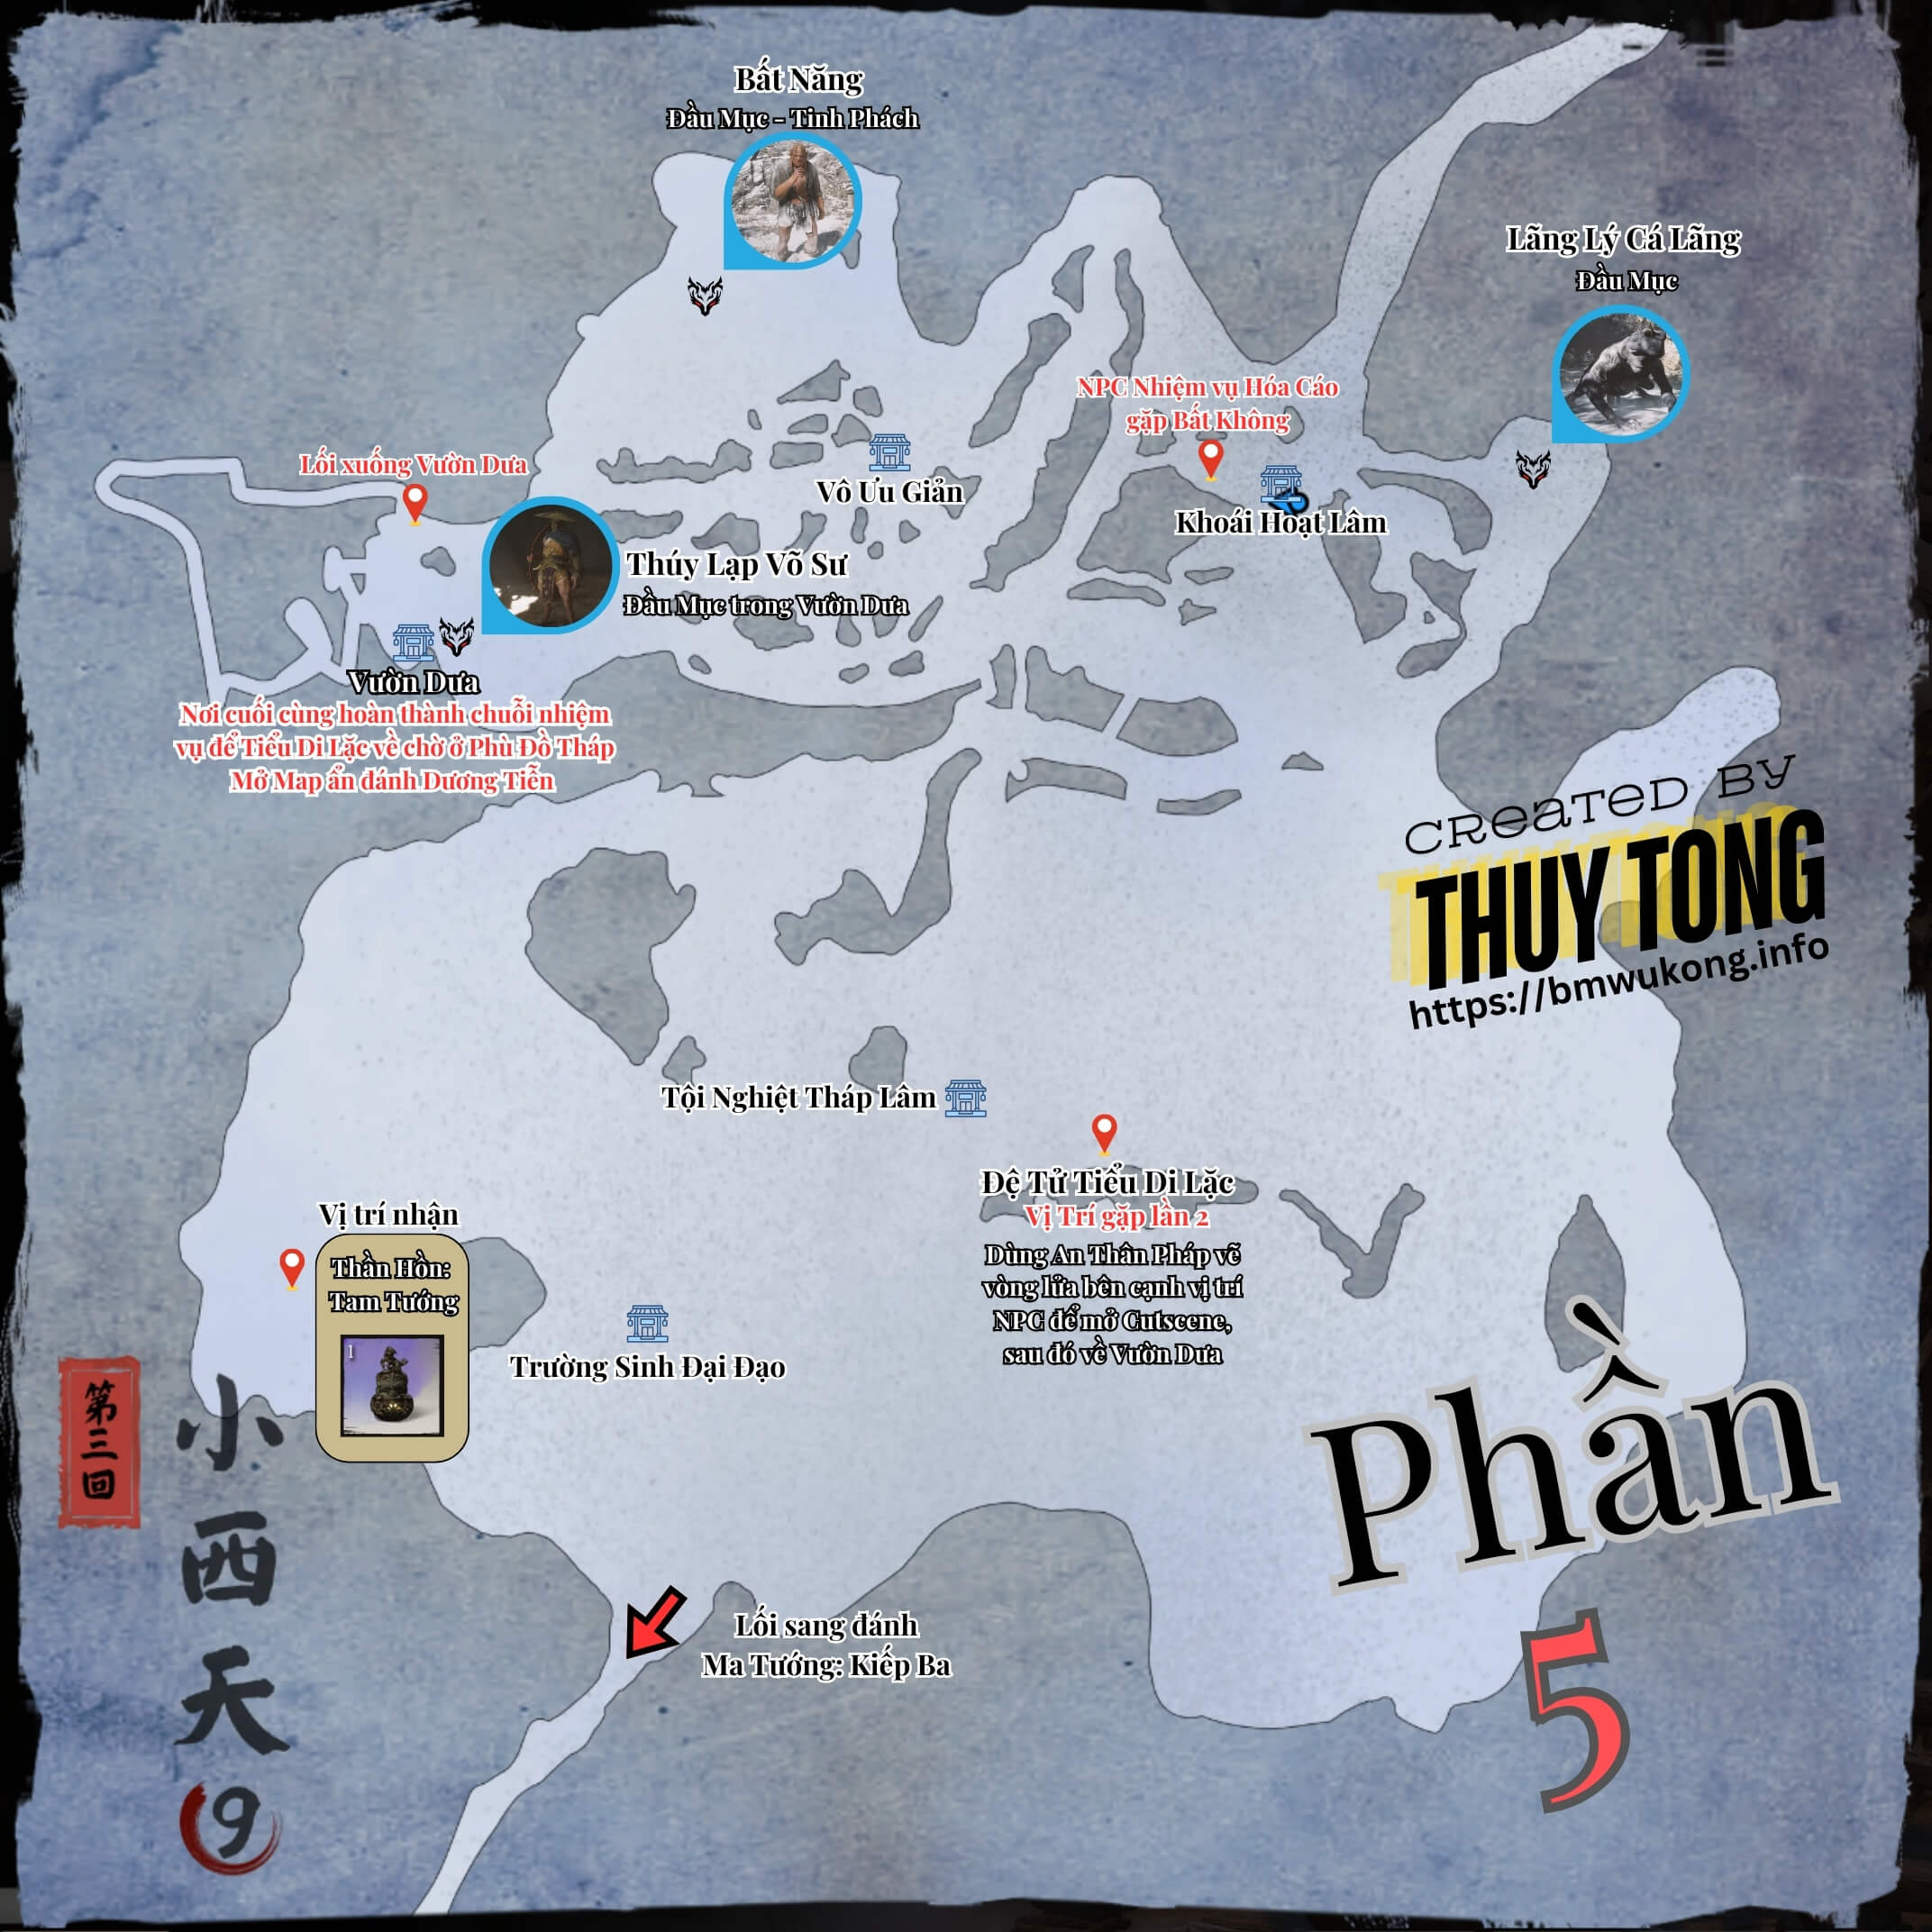 Bất Năng
Đầu Mục - Tinh Phách
Lãng Lý Cá Lãng
Đầu Mục
NPC Nhiệm vụ Hóa Cáo
gặp Bất Không
Lối xuống Vườn Dưa
Vô Ưu Giản
Khoái Hoạt Lâm
Thúy Lạp Võ Sư
Đầu Mục trong Vườn Dưa
Vườn Dưa
Nơi cuối cùng hoàn thành chuỗi nhiệm
vụ để Tiểu Di Lặc về chờ ở Phù Đồ Tháp
Mở Map ẩn đánh Dương Tiễn
CREATED BY
THUY TONG
https://bmwukong.info
Tội Nghiệt Tháp Lâm
Đệ Tử Tiểu Di Lặc
Vị Trí gặp lần 2
Dùng An Thân Pháp vẽ
vòng lửa bên cạnh vị trí
NPC để mở Cutscene,
sau đó về Vườn Dưa
Vị trí nhận
Thần Hồn:
Tam Tướng
1
Trường Sinh Đại Đạo
Lối sang đánh
Ma Tướng: Kiếp Ba
Phần
5
第三回
小西天
9